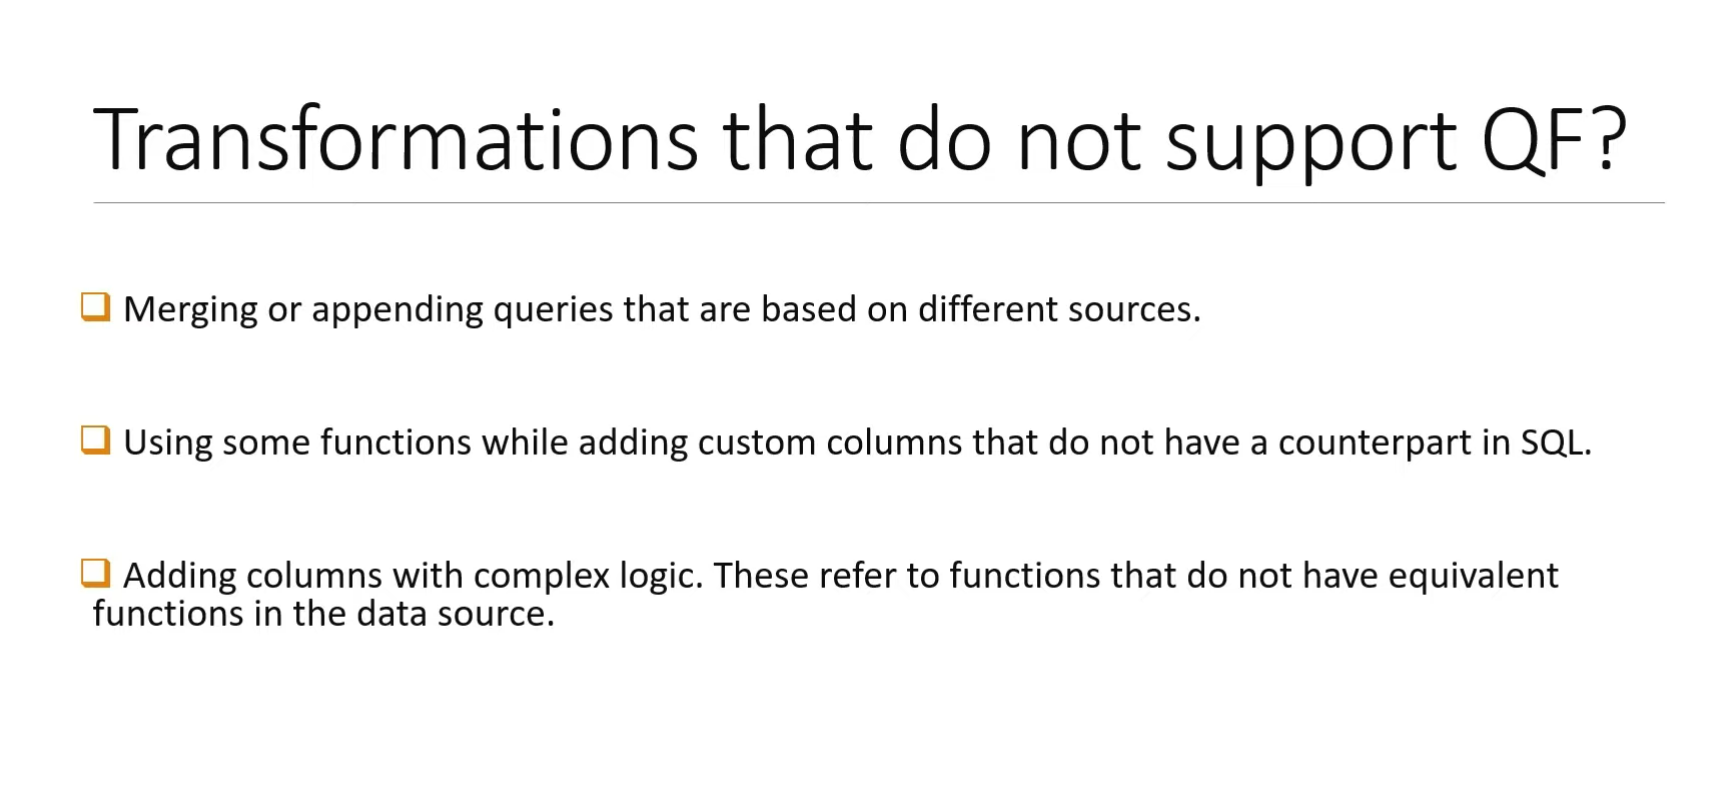 Transformations that do not support QF?
Merging or appending queries that are based on different sources.
Using some functions while adding custom columns that do not have a counterpart in SQL.
Adding columns with complex logic. These refer to functions that do not have equivalent
functions in the data source.